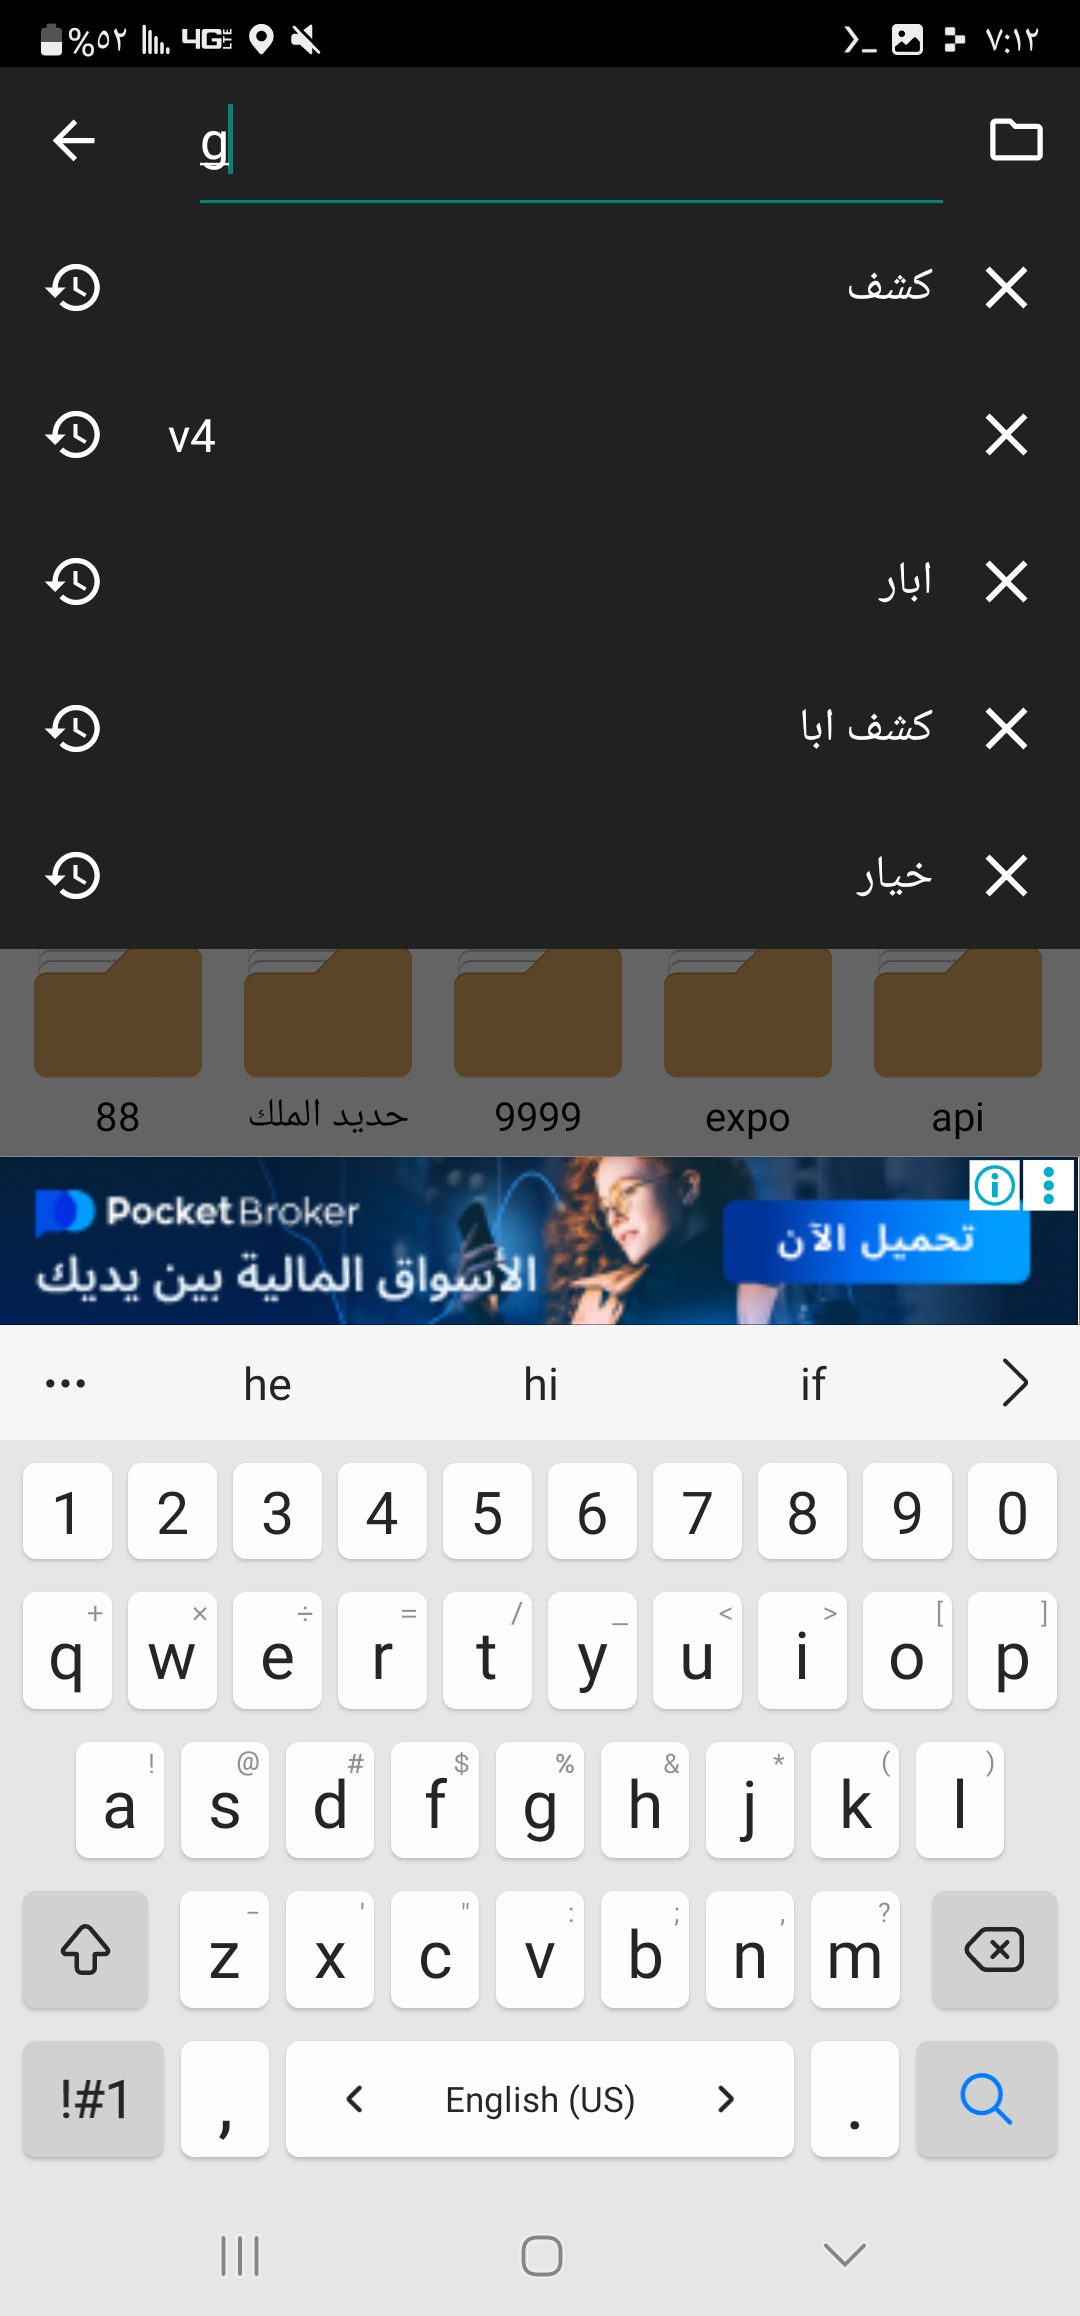 %٥٢ 4G LTE ٧:١٢
g
كشف
v4
ابار
كشف ابا
خيار
88 حديد الملك 9999 expo api
PocketBroker
الأسواق المالية بين يديك
تحميل الآن
he hi if
1 2 3 4 5 6 7 8 9 0
+ × ÷ = / _ < > [ ]
q w e r t y u i o p
! @ # $ % & * ( )
a s d f g h j k l
- ' " : ; , ?
z x c v b n m
!#1 , English (US) .